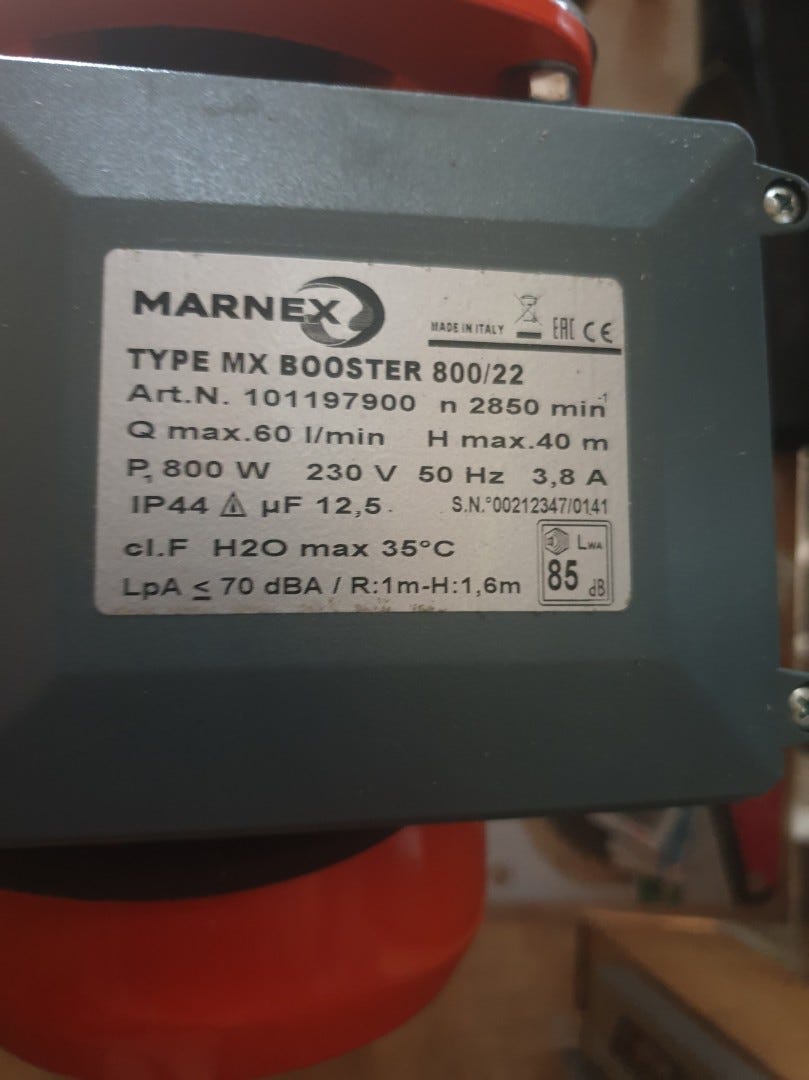 MARNEX
MADE IN ITALY EAC CE
TYPE MX BOOSTER 800/22
Art.N. 101197900 n 2850 min-1
Q max.60 l/min H max.40 m
P1 800 W 230 V 50 Hz 3,8 A
IP44 ⚠ µF 12,5 S.N.°00212347/0141
cl.F H2O max 35°C
LWA
85 dB
LpA ≤ 70 dBA / R:1m-H:1,6m